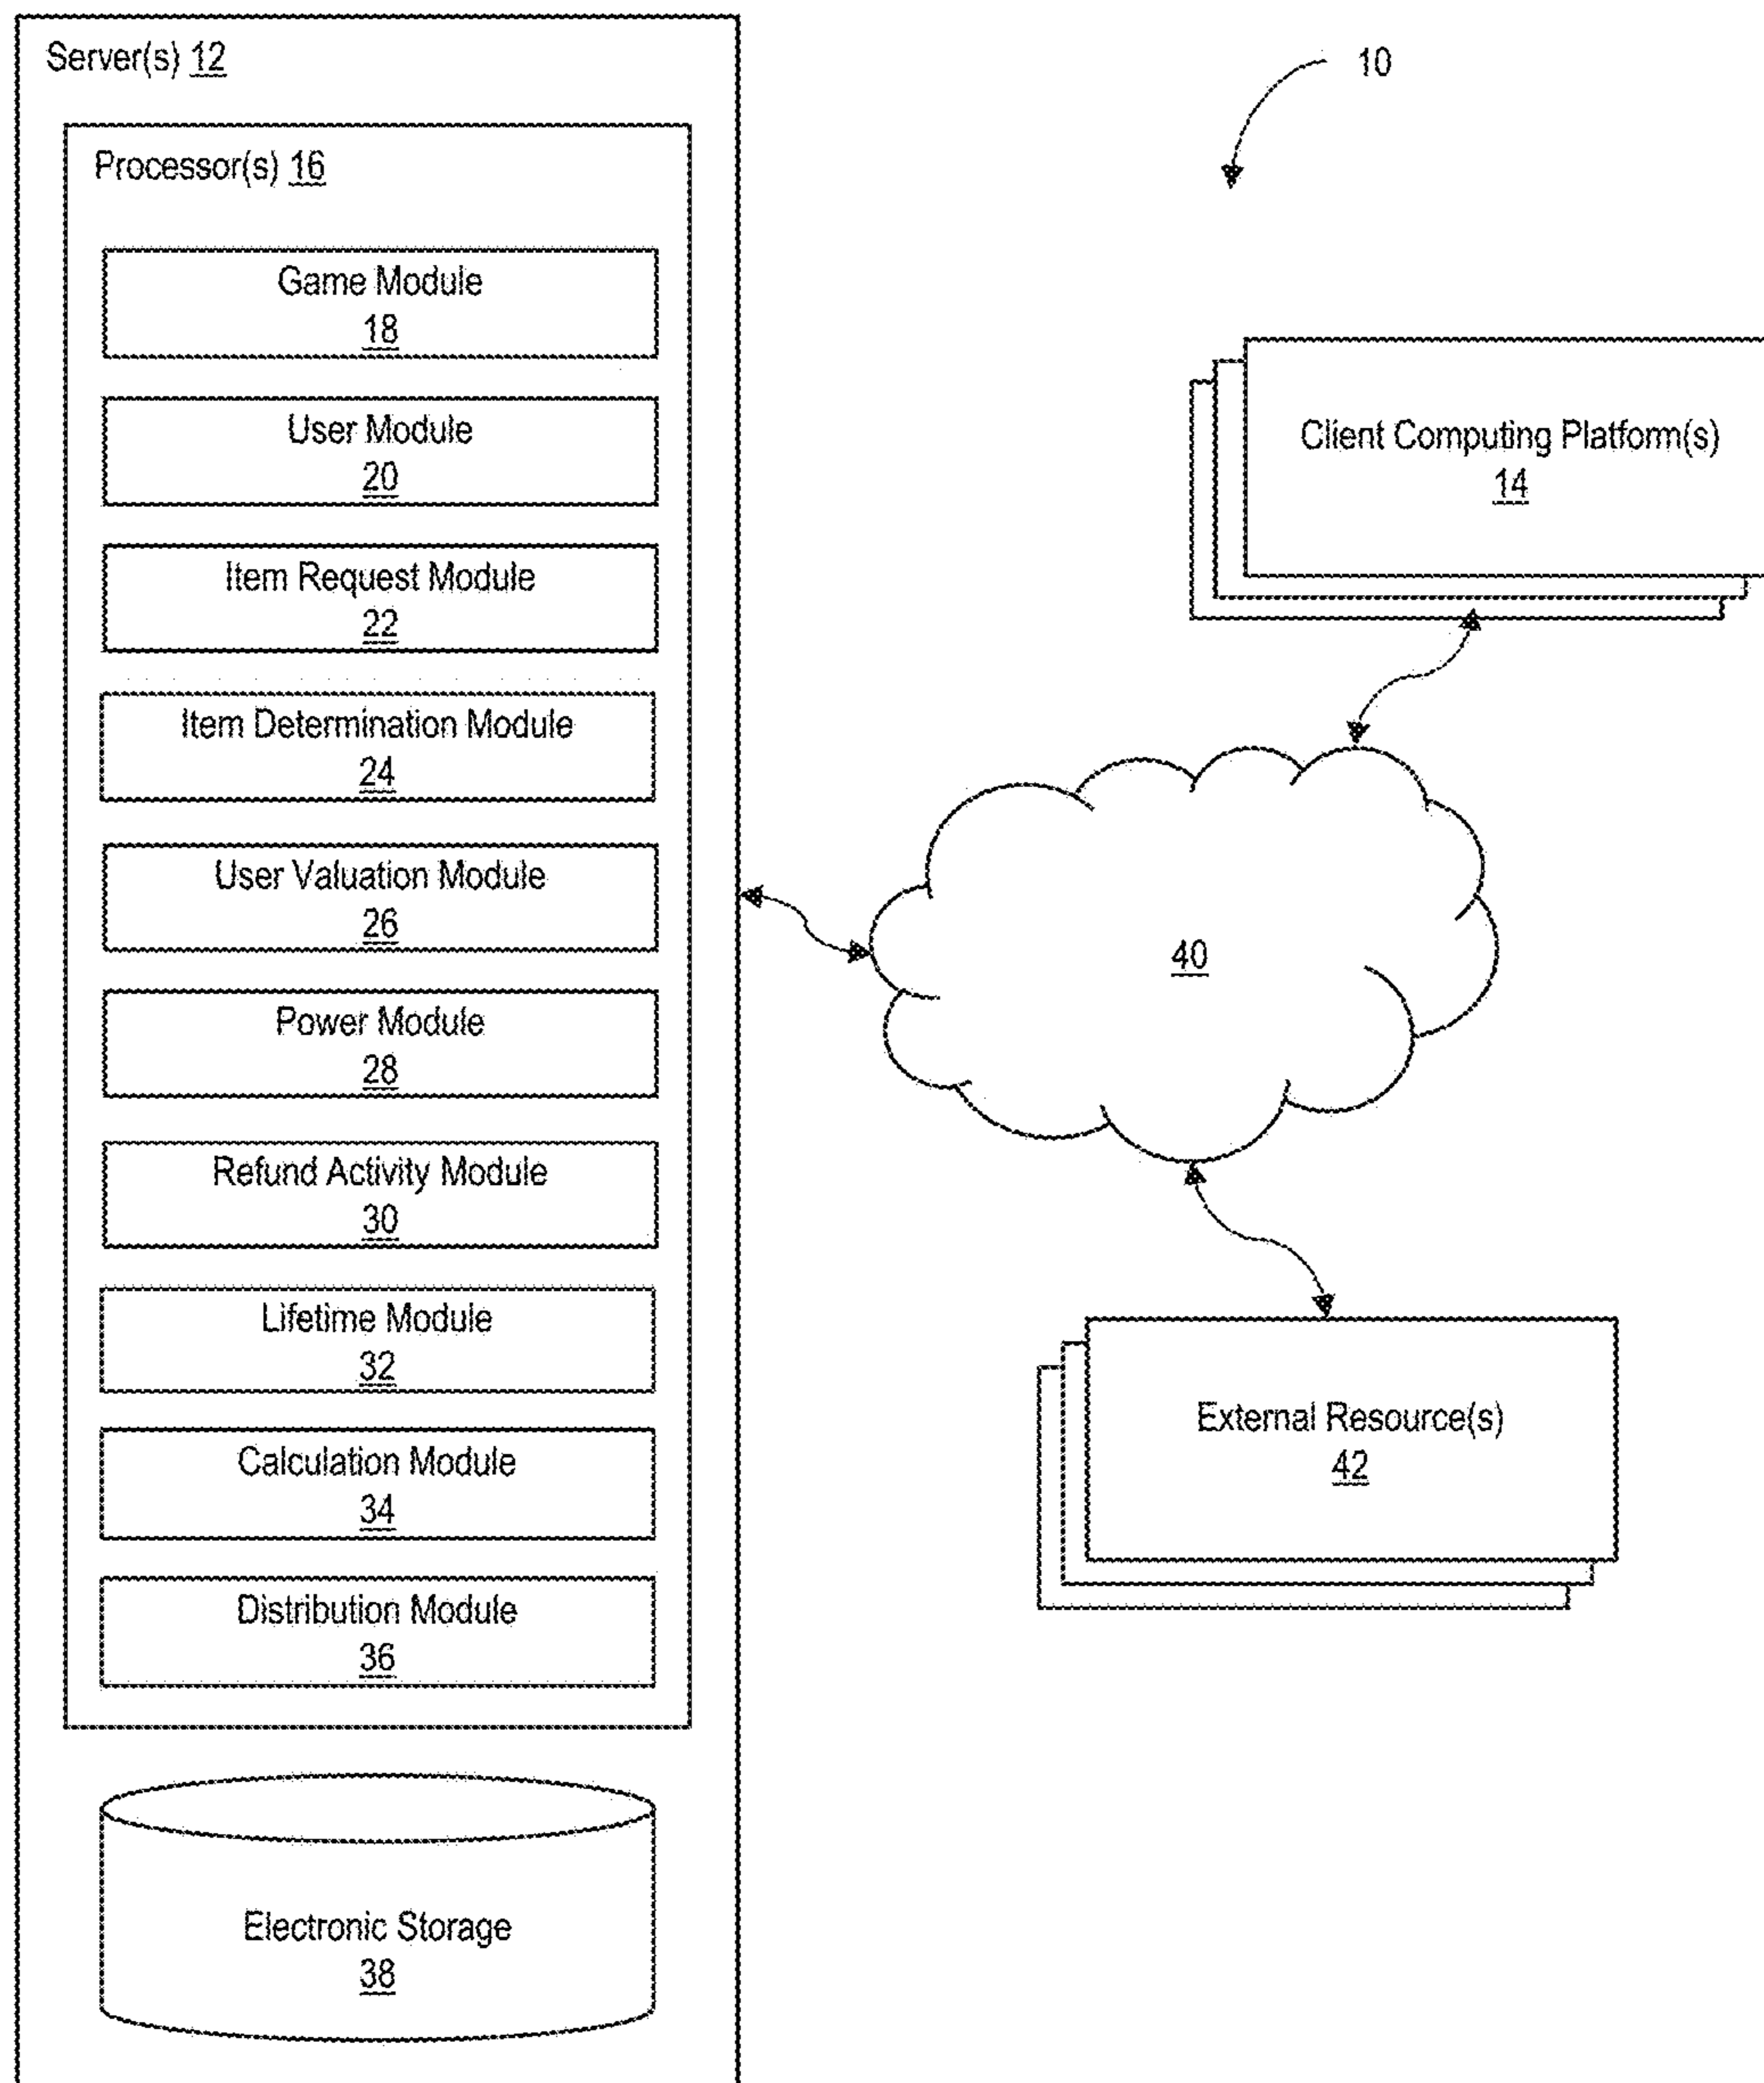 Server(s) 12
10
Processor(s) 16
Game Module
18
User Module
20
Item Request Module
22
Item Determination Module
24
User Valuation Module
26
Power Module
28
Refund Activity Module
30
Lifetime Module
32
Calculation Module
34
Distribution Module
36
Electronic Storage
38
Client Computing Platform(s)
14
40
External Resource(s)
42